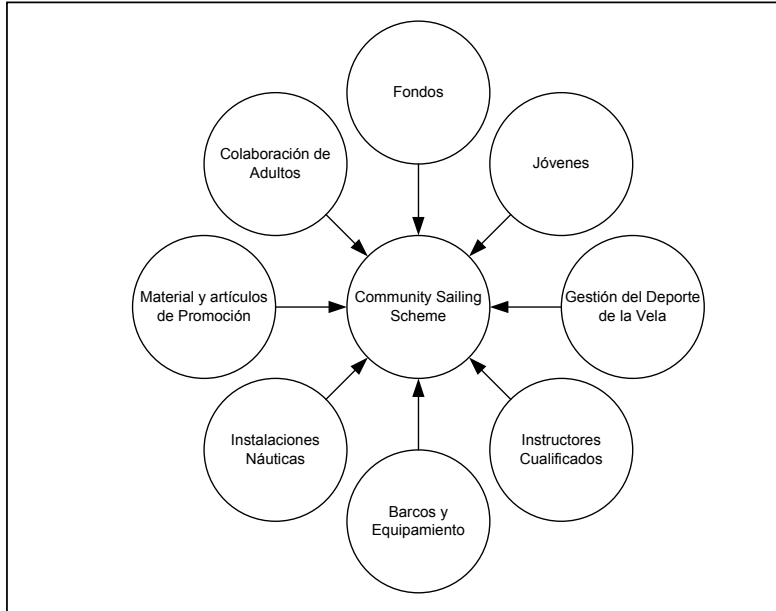 Fondos
Colaboración de
Adultos
Jóvenes
Material y artículos
de Promoción
Community Sailing
Scheme
Gestión del Deporte
de la Vela
Instalaciones
Náuticas
Instructores
Cualificados
Barcos y
Equipamiento